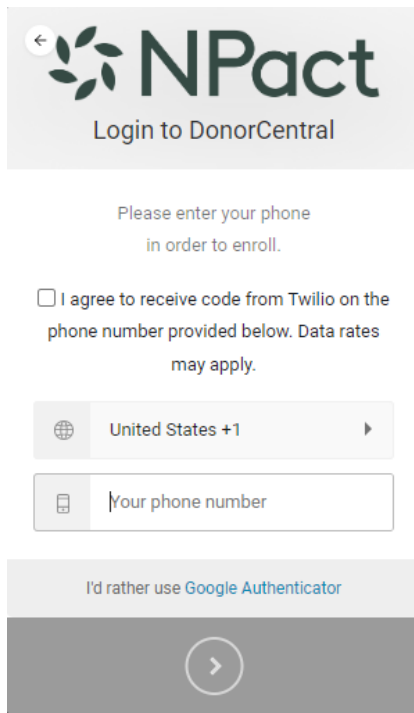 NPact
Login to DonorCentral
Please enter your phone
in order to enroll.
I agree to receive code from Twilio on the
phone number provided below. Data rates
may apply.
United States +1
Your phone number
I'd rather use Google Authenticator